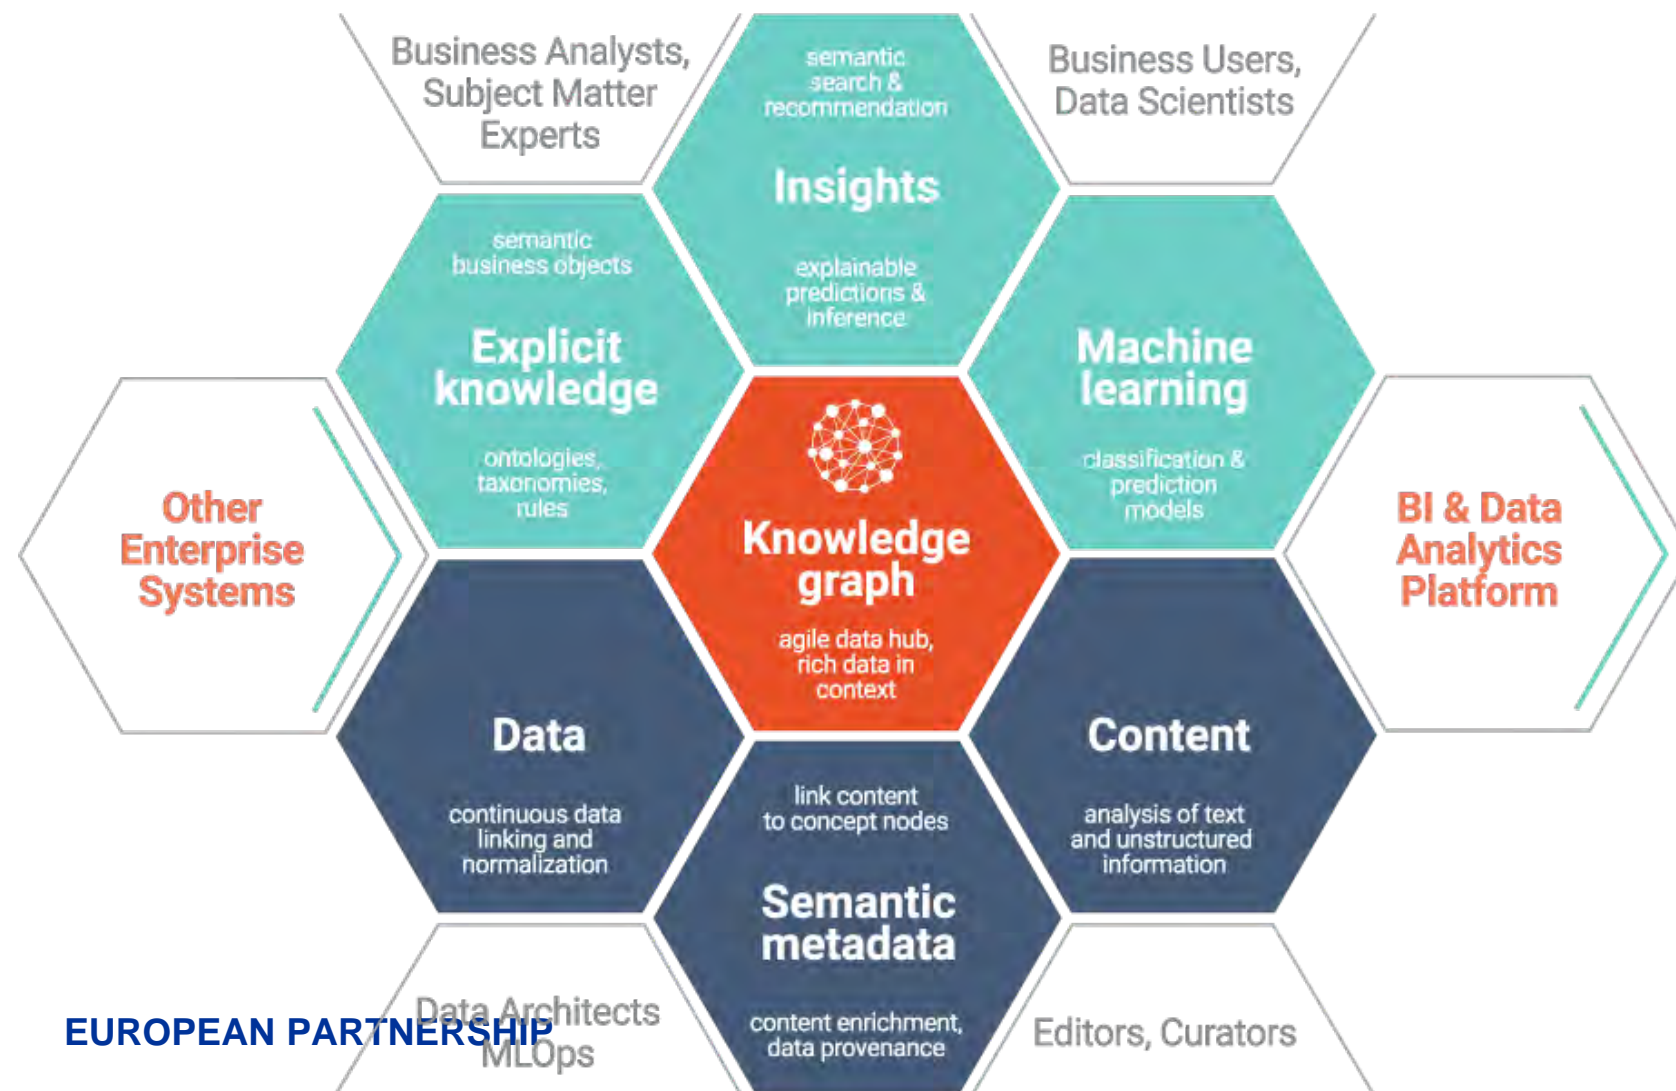 Business Analysts,
Subject Matter
Experts
semantic
search &
recommendation
Insights
explainable
predictions &
inference
Business Users,
Data Scientists
semantic
business objects
Explicit
knowledge
ontologies,
taxonomies,
rules
Machine
learning
classification &
prediction
models
Other
Enterprise
Systems
Knowledge
graph
agile data hub,
rich data in
context
BI & Data
Analytics
Platform
Data
continuous data
linking and
normalization
link content
to concept nodes
Semantic
metadata
content enrichment,
data provenance
Content
analysis of text
and unstructured
information
Data Architects
MLOps
EUROPEAN PARTNERSHIP
Editors, Curators